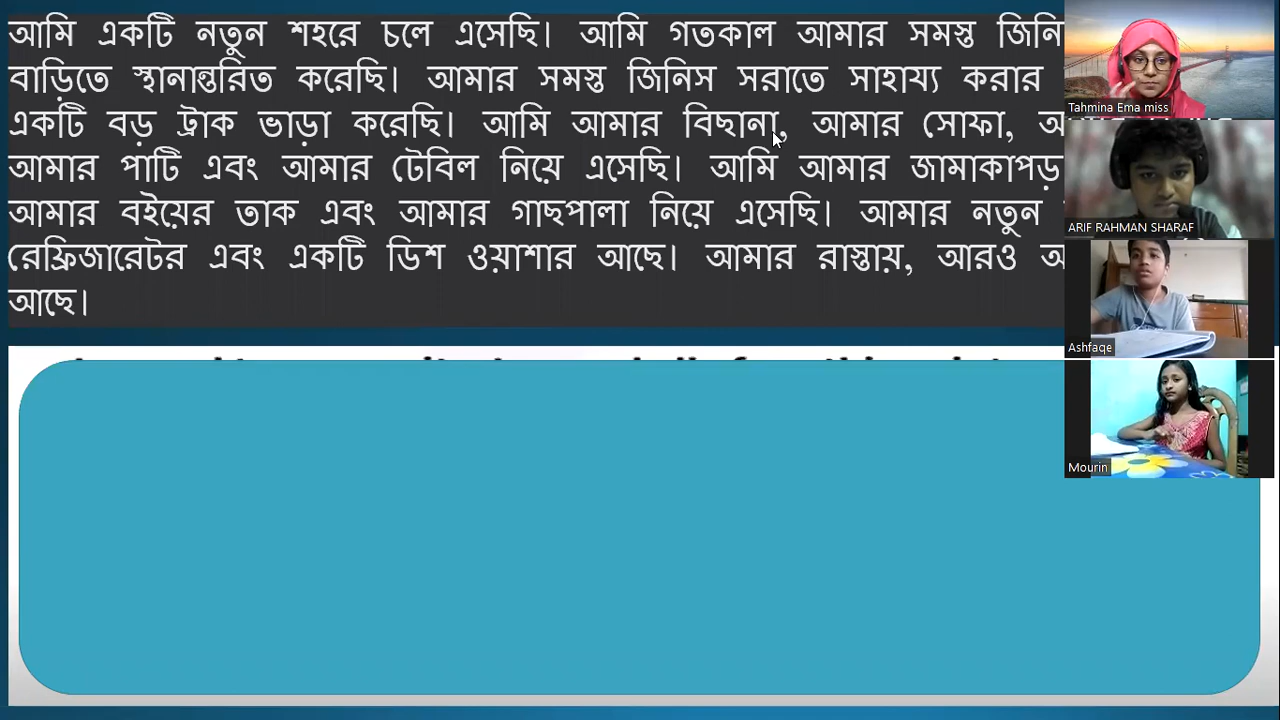 আমি একটি নতুন শহরে চলে এসেছি। আমি গতকাল আমার সমস্ত
বাড়িতে স্থানান্তরিত করেছি। আমার সমস্ত জিনিস সরাতে সাহায্য করার
একটি বড় ট্রাক ভাড়া করেছি। আমি আমার বিছানা, আমার সোফা,
আমার পাটি এবং আমার টেবিল নিয়ে এসেছি। আমি আমার জামাকাপড়
আমার বইয়ের তাক এবং আমার গাছপালা নিয়ে এসেছি। আমার নতুন
রেফ্রিজারেটর এবং একটি ডিশ ওয়াশার আছে। আমার রাস্তায়, আরও
আছে।
Tahmina Ema miss
ARIF RAHMAN SHARAF
Ashfaqe
Mourin